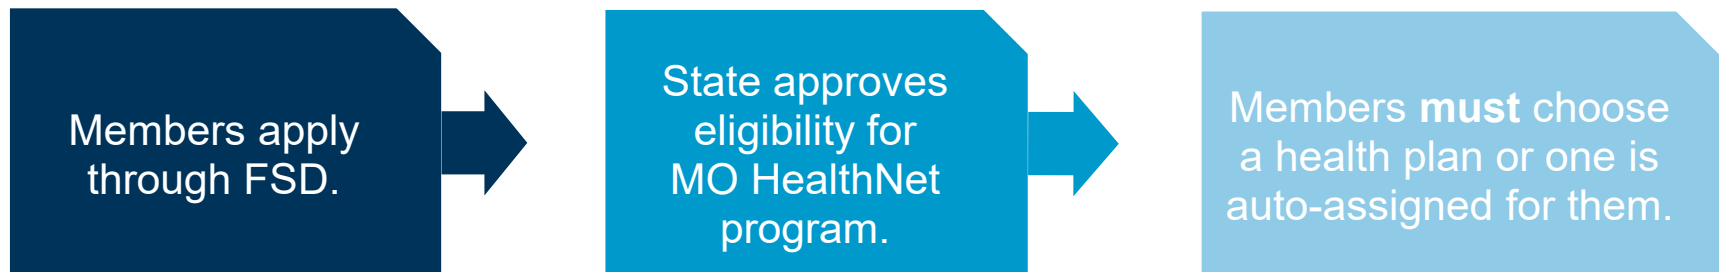 Members apply
through FSD.
State approves
eligibility for
MO HealthNet
program.
Members must choose
a health plan or one is
auto-assigned for them.